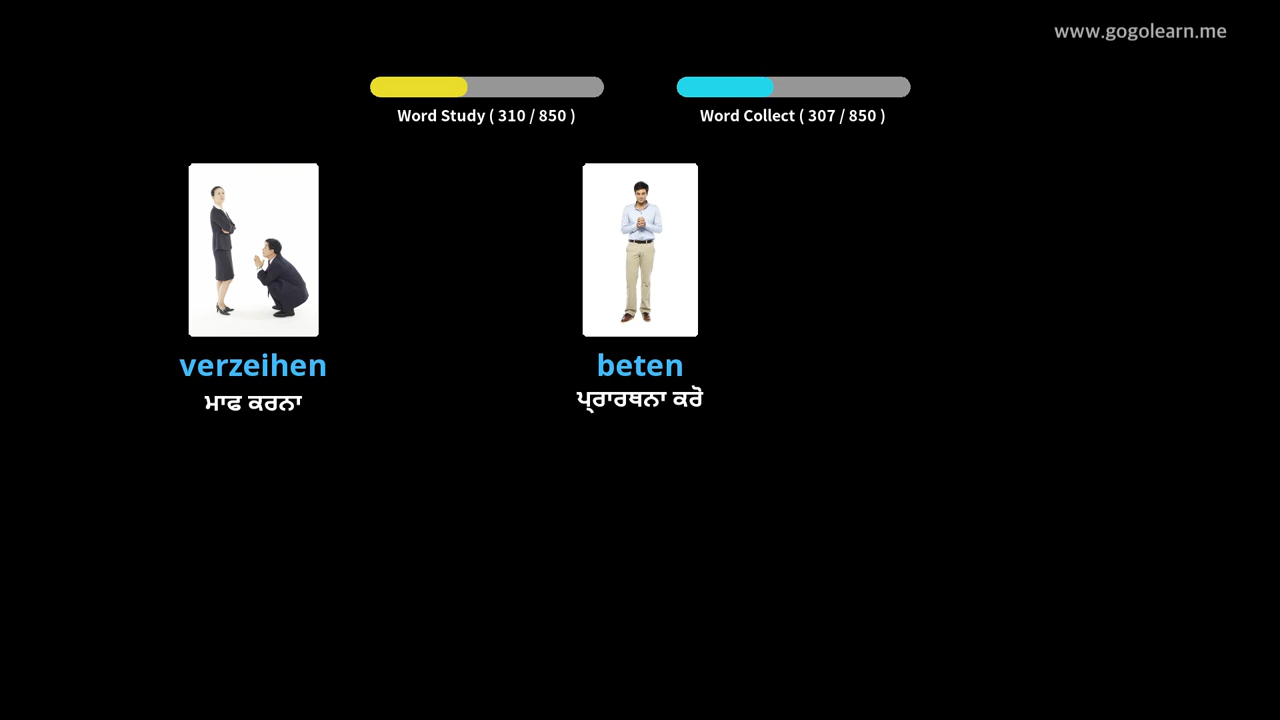 www.gogolearn.me
Word Study ( 310 / 850 )
Word Collect ( 307 / 850 )
verzeihen
ਮਾਫ ਕਰਨਾ
beten
ਪ੍ਰਾਰਥਨਾ ਕਰੋ